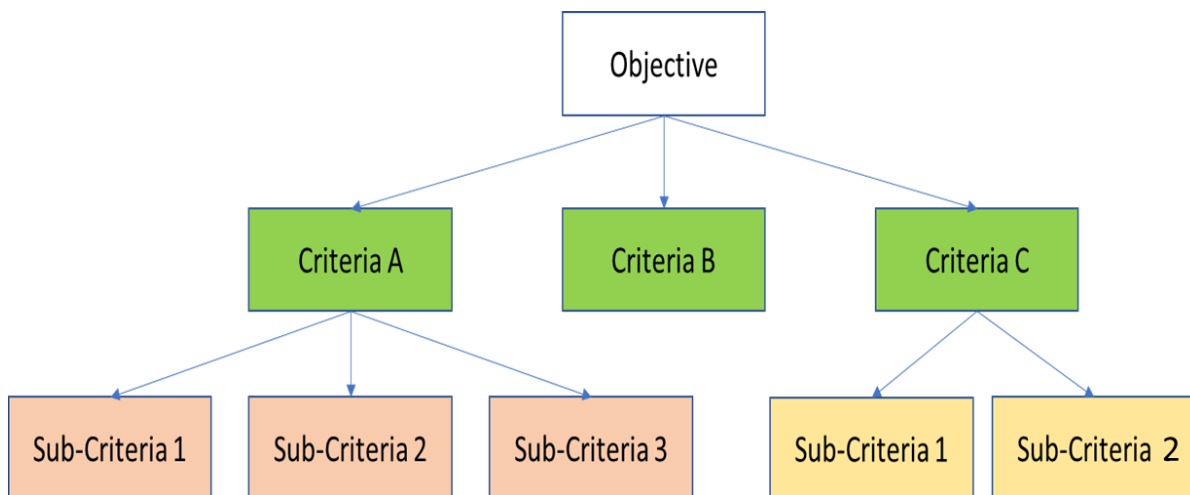 Objective
Criteria A
Criteria B
Criteria C
Sub-Criteria 1
Sub-Criteria 2
Sub-Criteria 3
Sub-Criteria 1
Sub-Criteria 2